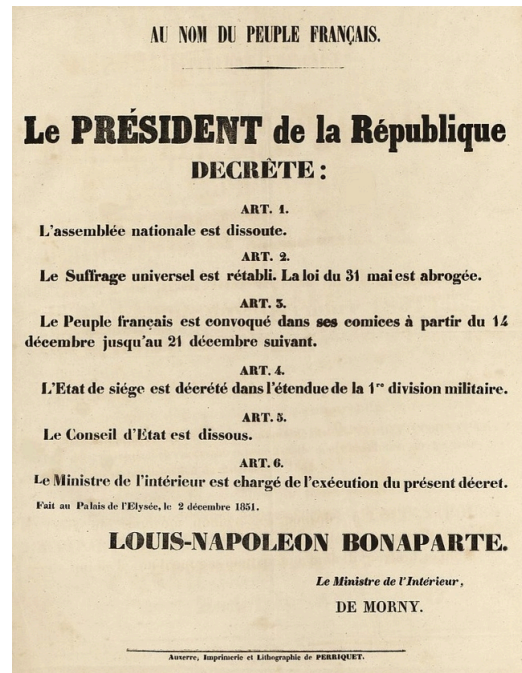 AU NOM DU PEUPLE FRANÇAIS.
Le PRÉSIDENT de la République
DECRÈTE :
ART. 1.
L'assemblée nationale est dissoute.
ART. 2.
Le Suffrage universel est rétabli. La loi du 31 mai est abrogée.
ART. 3.
Le Peuple français est convoqué dans ses comices à partir du 14
décembre jusqu'au 21 décembre suivant.
ART. 4.
L'Etat de siége est décrété dans l'étendue de la 1re division militaire.
ART. 5.
Le Conseil d'Etat est dissous.
ART. 6.
Le Ministre de l'intérieur est chargé de l'exécution du présent décret.
Fait au Palais de l'Elysée, le 2 décembre 1851.
LOUIS-NAPOLEON BONAPARTE.
Le Ministre de l'Intérieur,
DE MORNY.
Auxerre, Imprimerie et Lithographie de PERRIQUET.